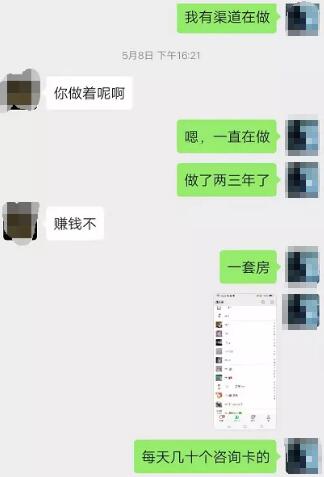 我有渠道在做
5月8日 下午16:21
你做着呢啊
嗯，一直在做
做了两三年了
赚钱不
一套房
每天几十个咨询卡的